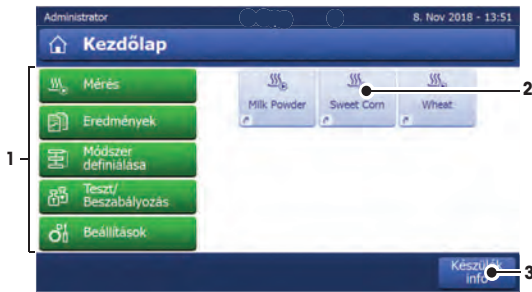 Administrator
8. Nov 2018 - 13:51
Kezdőlap
Mérés
Eredmények
Módszer
definiálása
Teszt/
Beszabályozás
Beállítások
Milk Powder
Sweet Corn
Wheat
Készülék
info
1
2
3